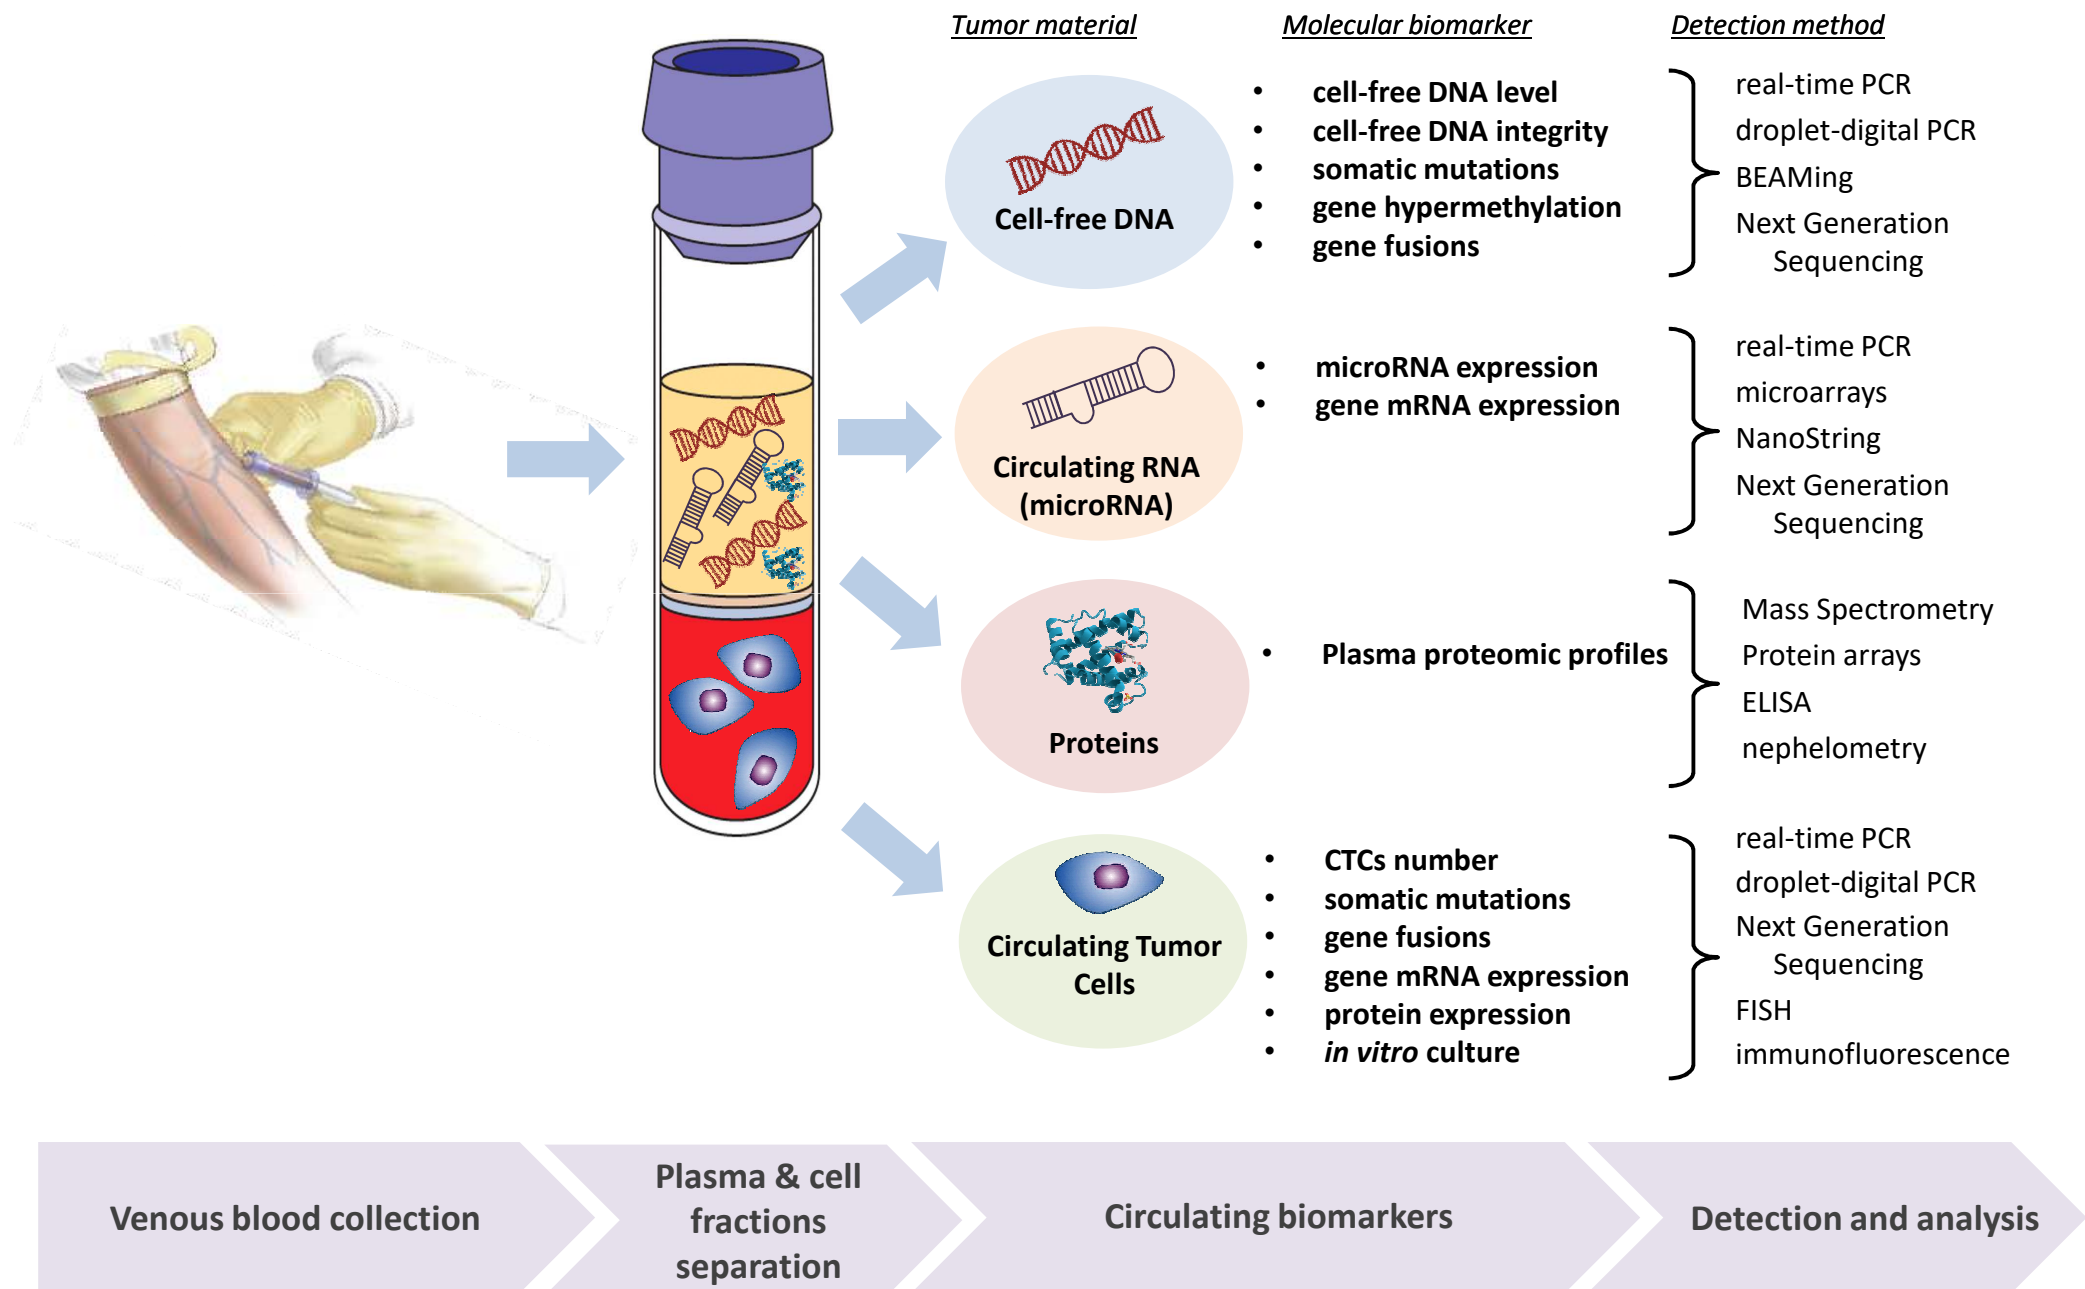 Tumor material
Molecular biomarker
Detection method
Cell-free DNA
• cell-free DNA level
• cell-free DNA integrity
• somatic mutations
• gene hypermethylation
• gene fusions
real-time PCR
droplet-digital PCR
BEAMing
Next Generation
Sequencing
Circulating RNA
(microRNA)
• microRNA expression
• gene mRNA expression
real-time PCR
microarrays
NanoString
Next Generation
Sequencing
Proteins
• Plasma proteomic profiles
Mass Spectrometry
Protein arrays
ELISA
nephelometry
Circulating Tumor
Cells
• CTCs number
• somatic mutations
• gene fusions
• gene mRNA expression
• protein expression
• in vitro culture
real-time PCR
droplet-digital PCR
Next Generation
Sequencing
FISH
immunofluorescence
Venous blood collection
Plasma & cell
fractions
separation
Circulating biomarkers
Detection and analysis